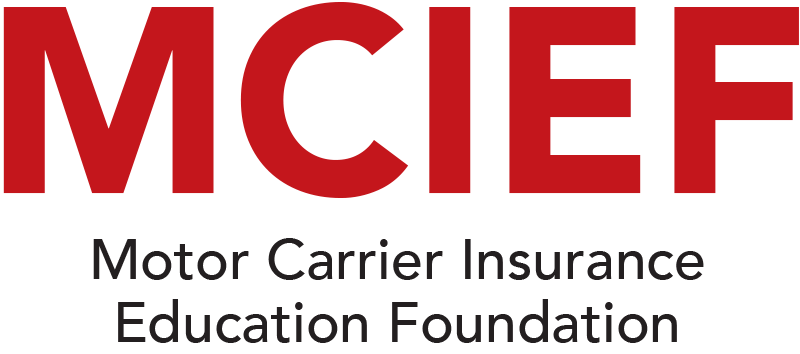 MCIEF
Motor Carrier Insurance
Education Foundation